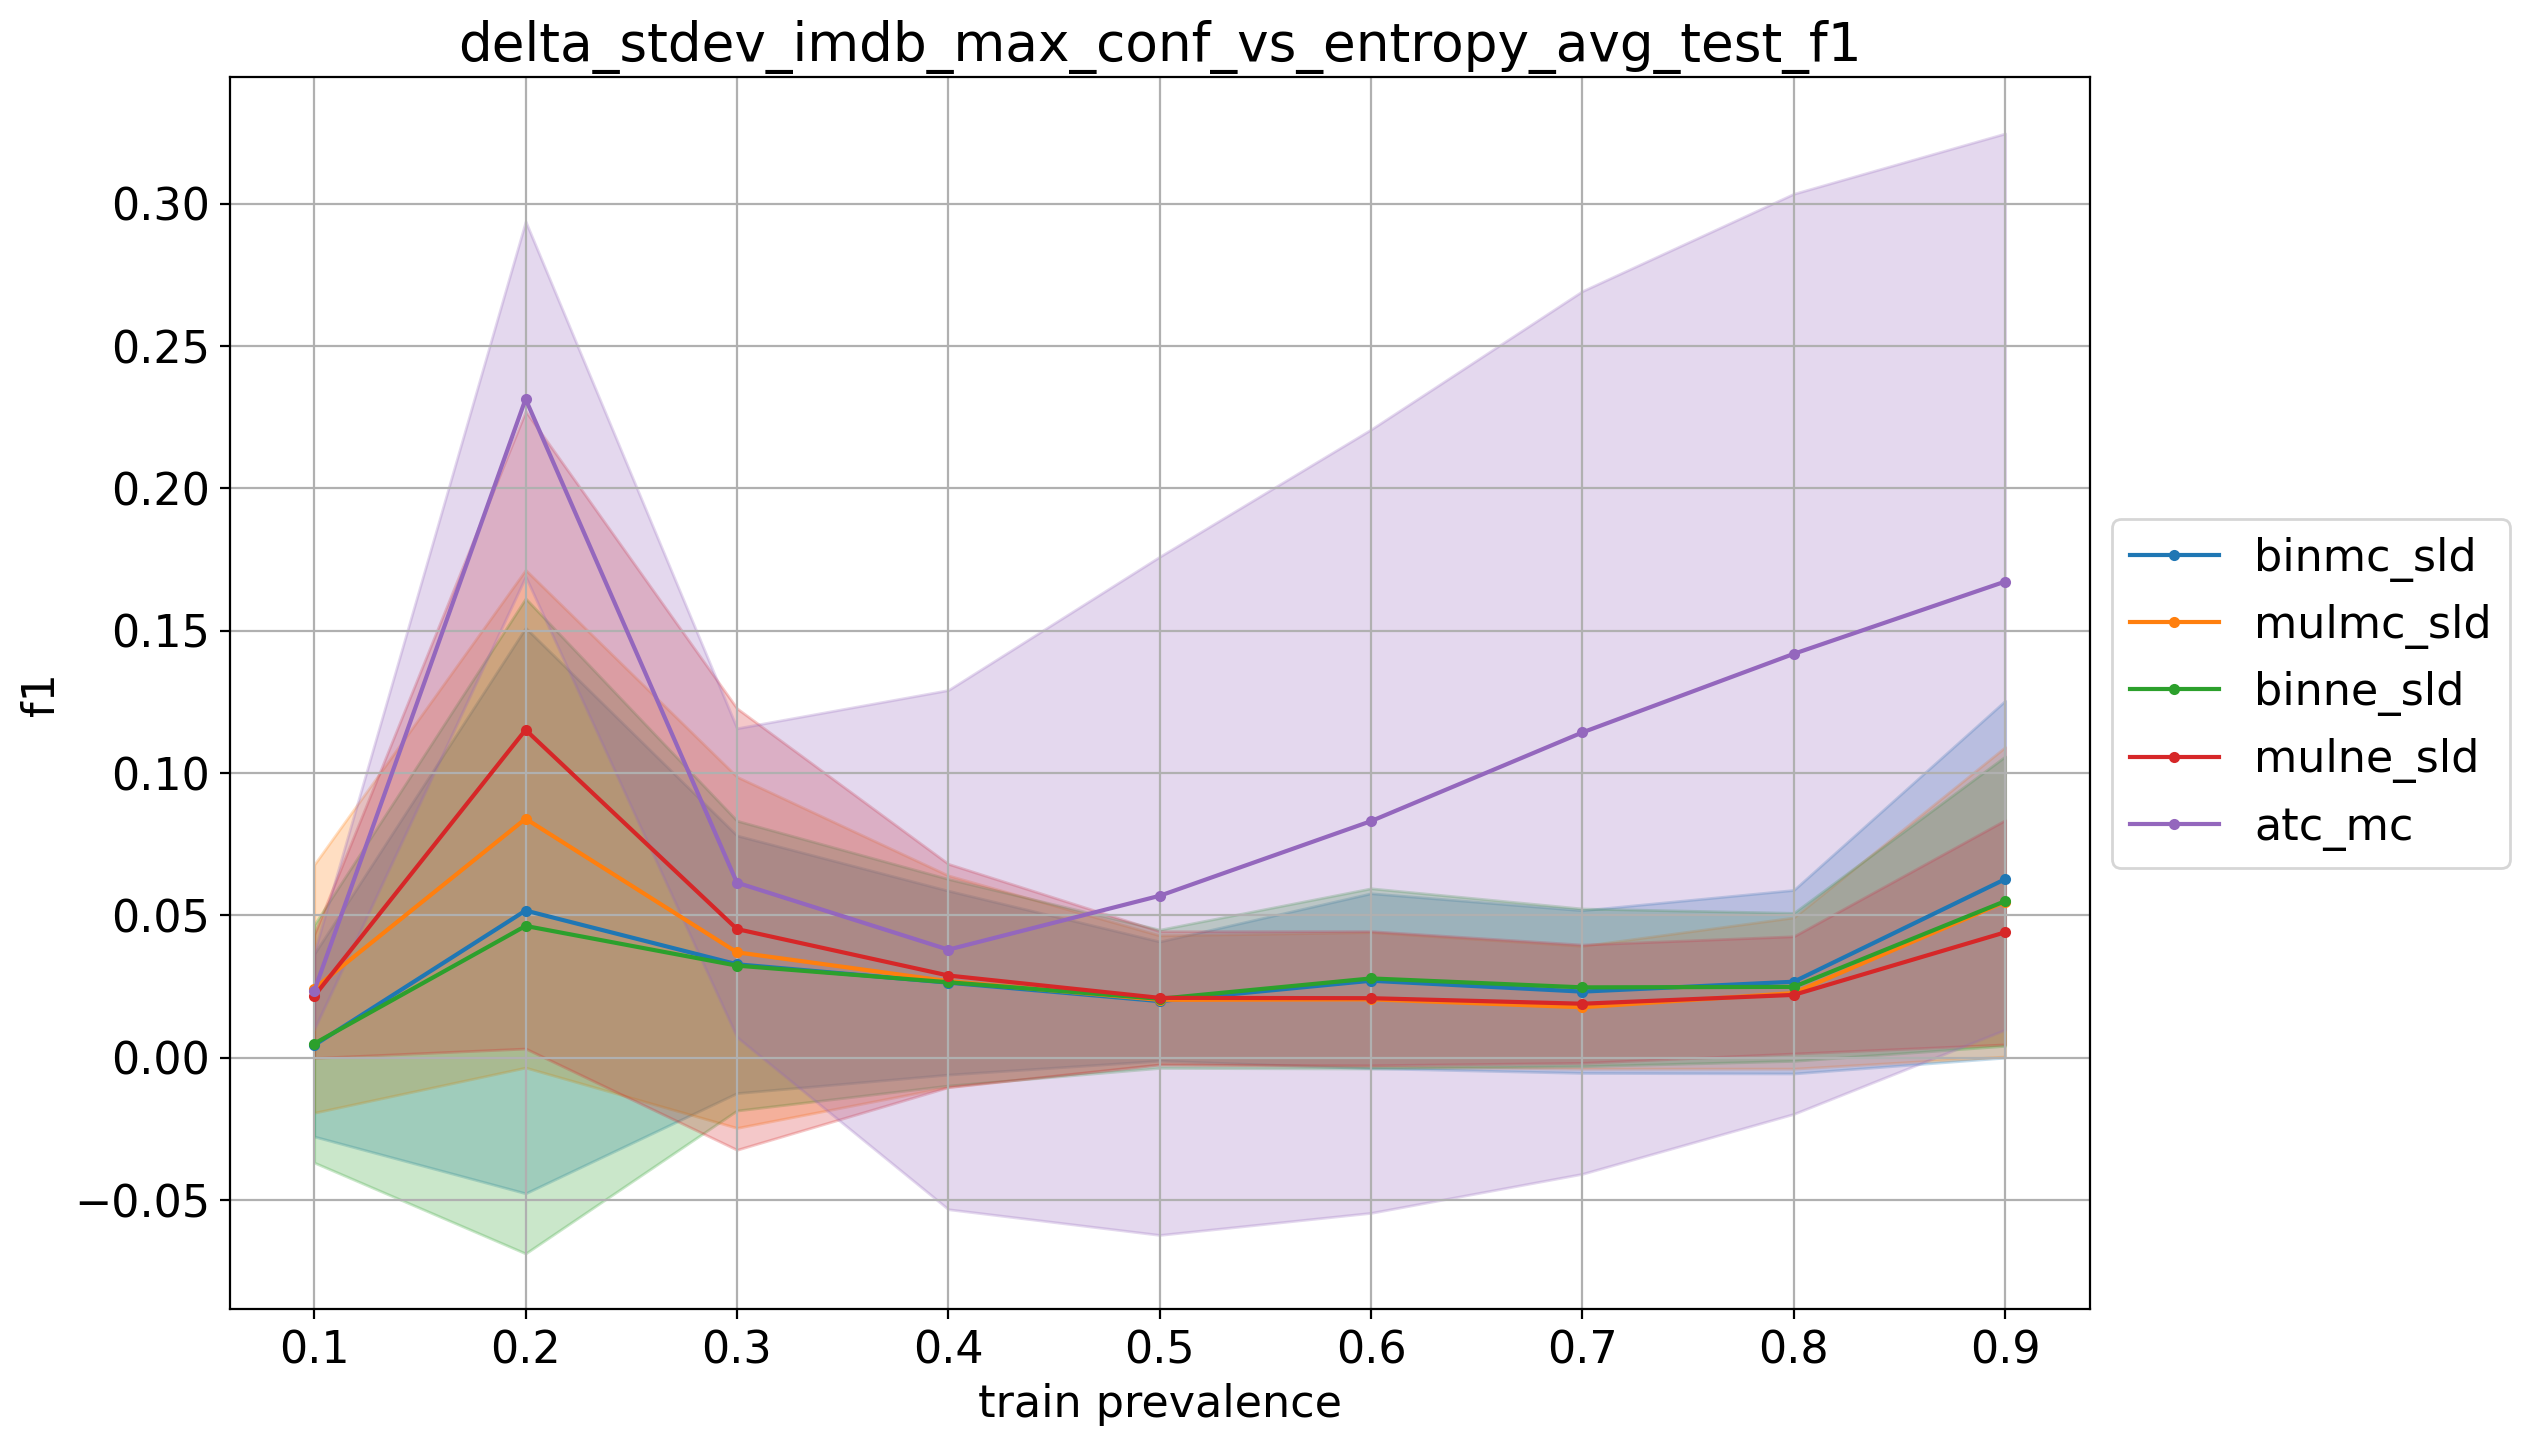 delta_stdev_imdb_max_conf_vs_entropy_avg_test_f1
f1
0.30
0.25
0.20
0.15
0.10
0.05
0.00
−0.05
0.1 0.2 0.3 0.4 0.5 0.6 0.7 0.8 0.9
train prevalence
binmc_sld
mulmc_sld
binne_sld
mulne_sld
atc_mc